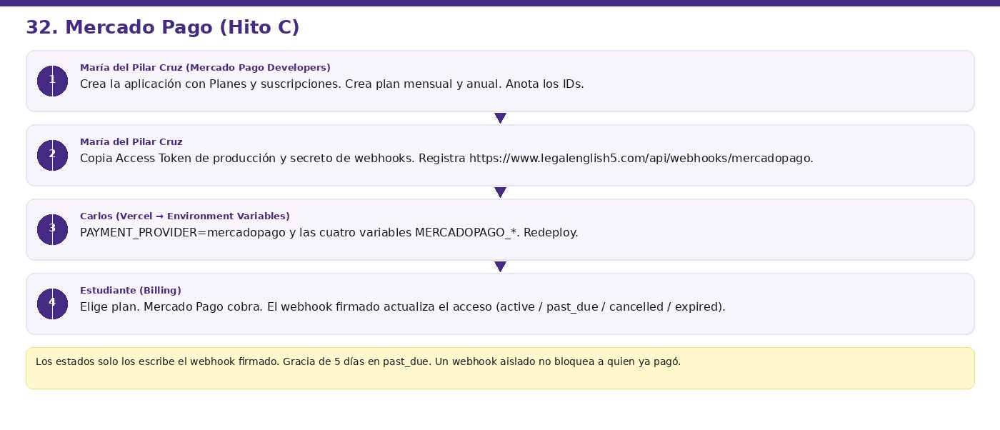 32. Mercado Pago (Hito C)
1
María del Pilar Cruz (Mercado Pago Developers)
Crea la aplicación con Planes y suscripciones. Crea plan mensual y anual. Anota los IDs.
2
María del Pilar Cruz
Copia Access Token de producción y secreto de webhooks. Registra https://www.legalenglish5.com/api/webhooks/mercadopago.
3
Carlos (Vercel → Environment Variables)
PAYMENT_PROVIDER=mercadopago y las cuatro variables MERCADOPAGO_*. Redeploy.
4
Estudiante (Billing)
Elige plan. Mercado Pago cobra. El webhook firmado actualiza el acceso (active / past_due / cancelled / expired).
Los estados solo los escribe el webhook firmado. Gracia de 5 días en past_due. Un webhook aislado no bloquea a quien ya pagó.